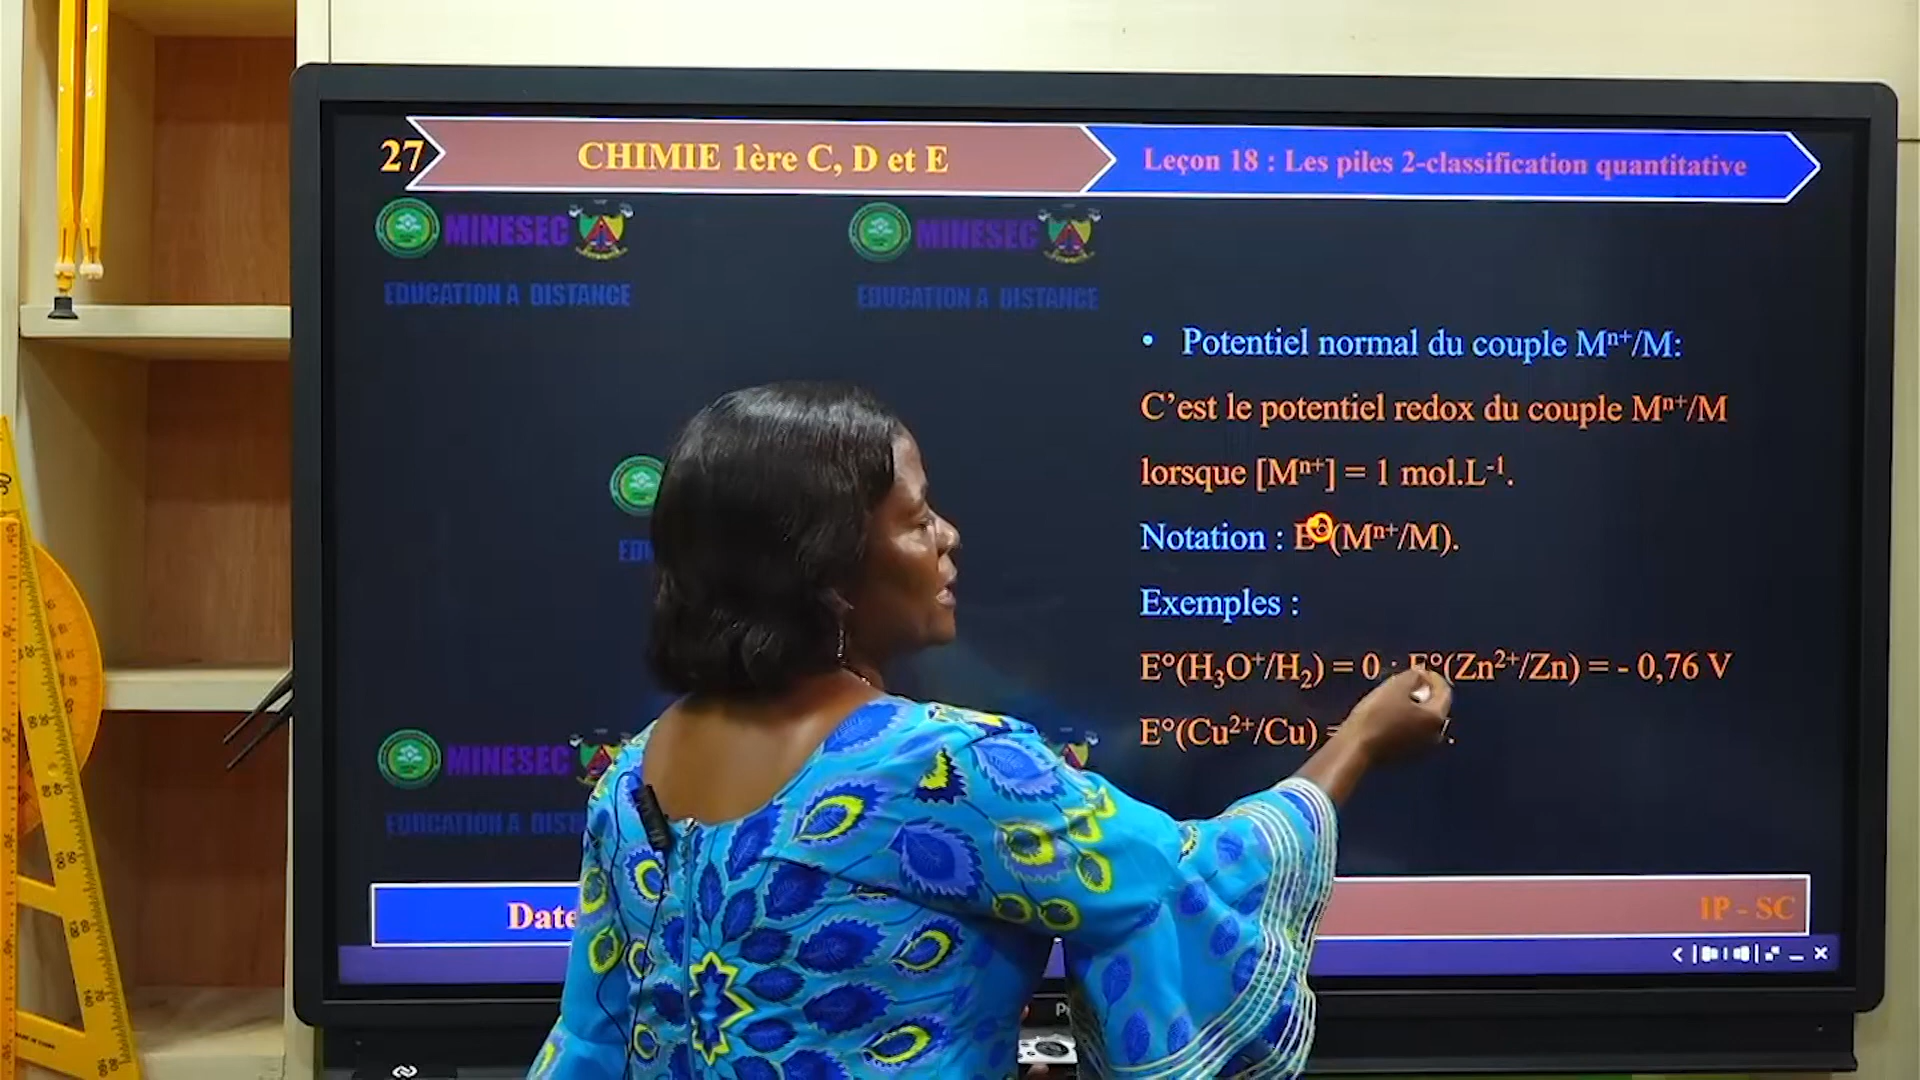 27
CHIMIE 1ère C, D et E
Leçon 18 : Les piles 2-classification quantitative
MINESEC
EDUCATION A DISTANCE
MINESEC
EDUCATION A DISTANCE
• Potentiel normal du couple Mⁿ⁺/M:
C’est le potentiel redox du couple Mⁿ⁺/M
lorsque [Mⁿ⁺] = 1 mol.L⁻¹.
Notation : E°(Mⁿ⁺/M).
Exemples :
E°(H₃O⁺/H₂) = 0 ; E°(Zn²⁺/Zn) = - 0,76 V
E°(Cu²⁺/Cu) =
MINESEC
EDUCATION A
Date
IP - SC